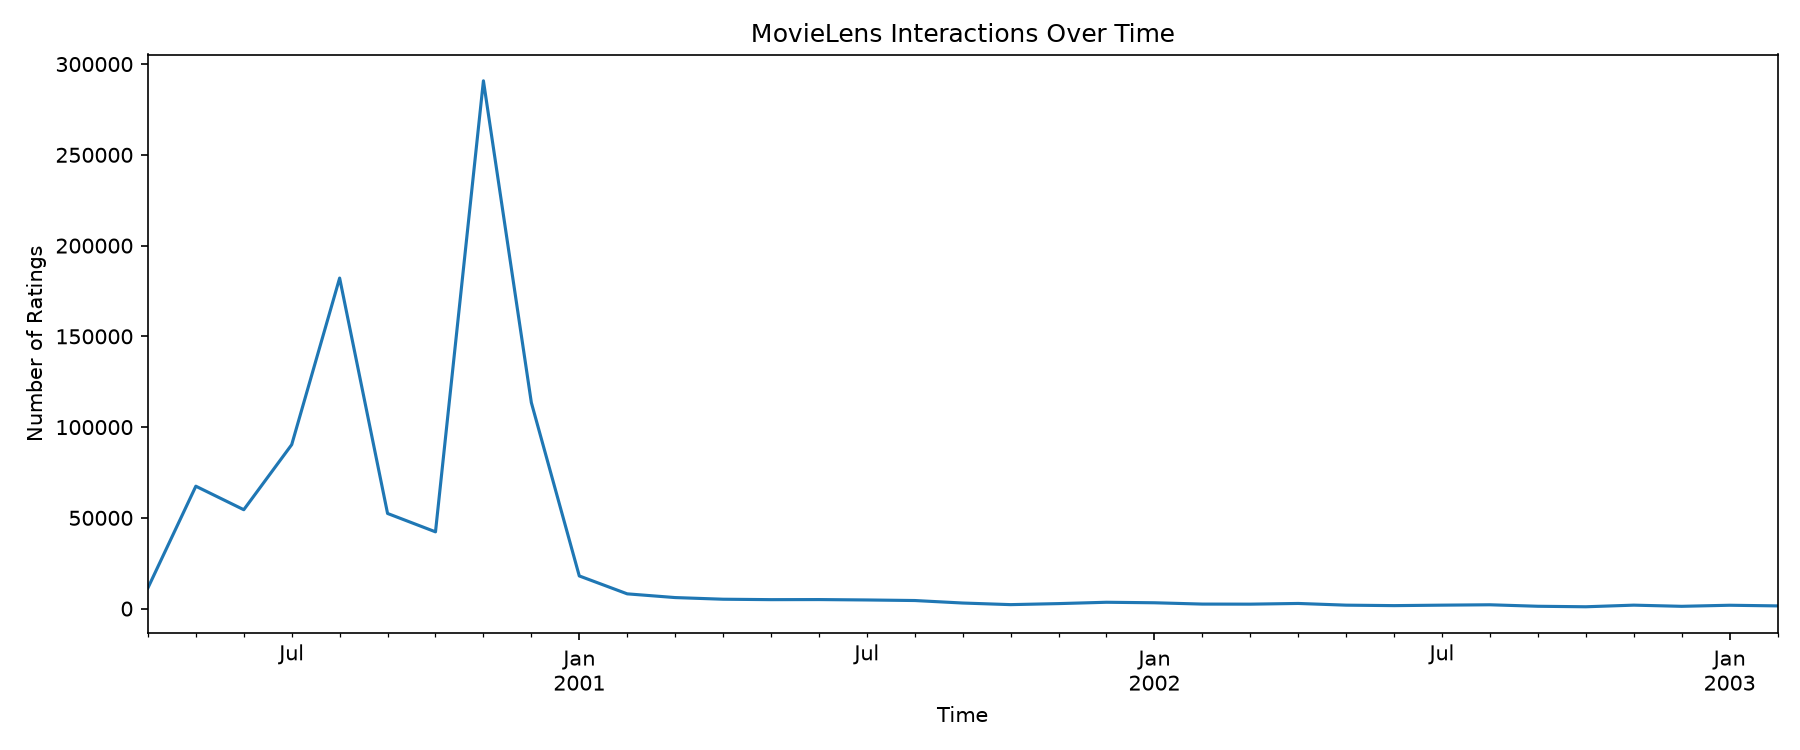 MovieLens Interactions Over Time
300000
250000
200000
150000
100000
50000
0
Number of Ratings
Jul
Jan
2001
Jul
Jan
2002
Jul
Jan
2003
Time